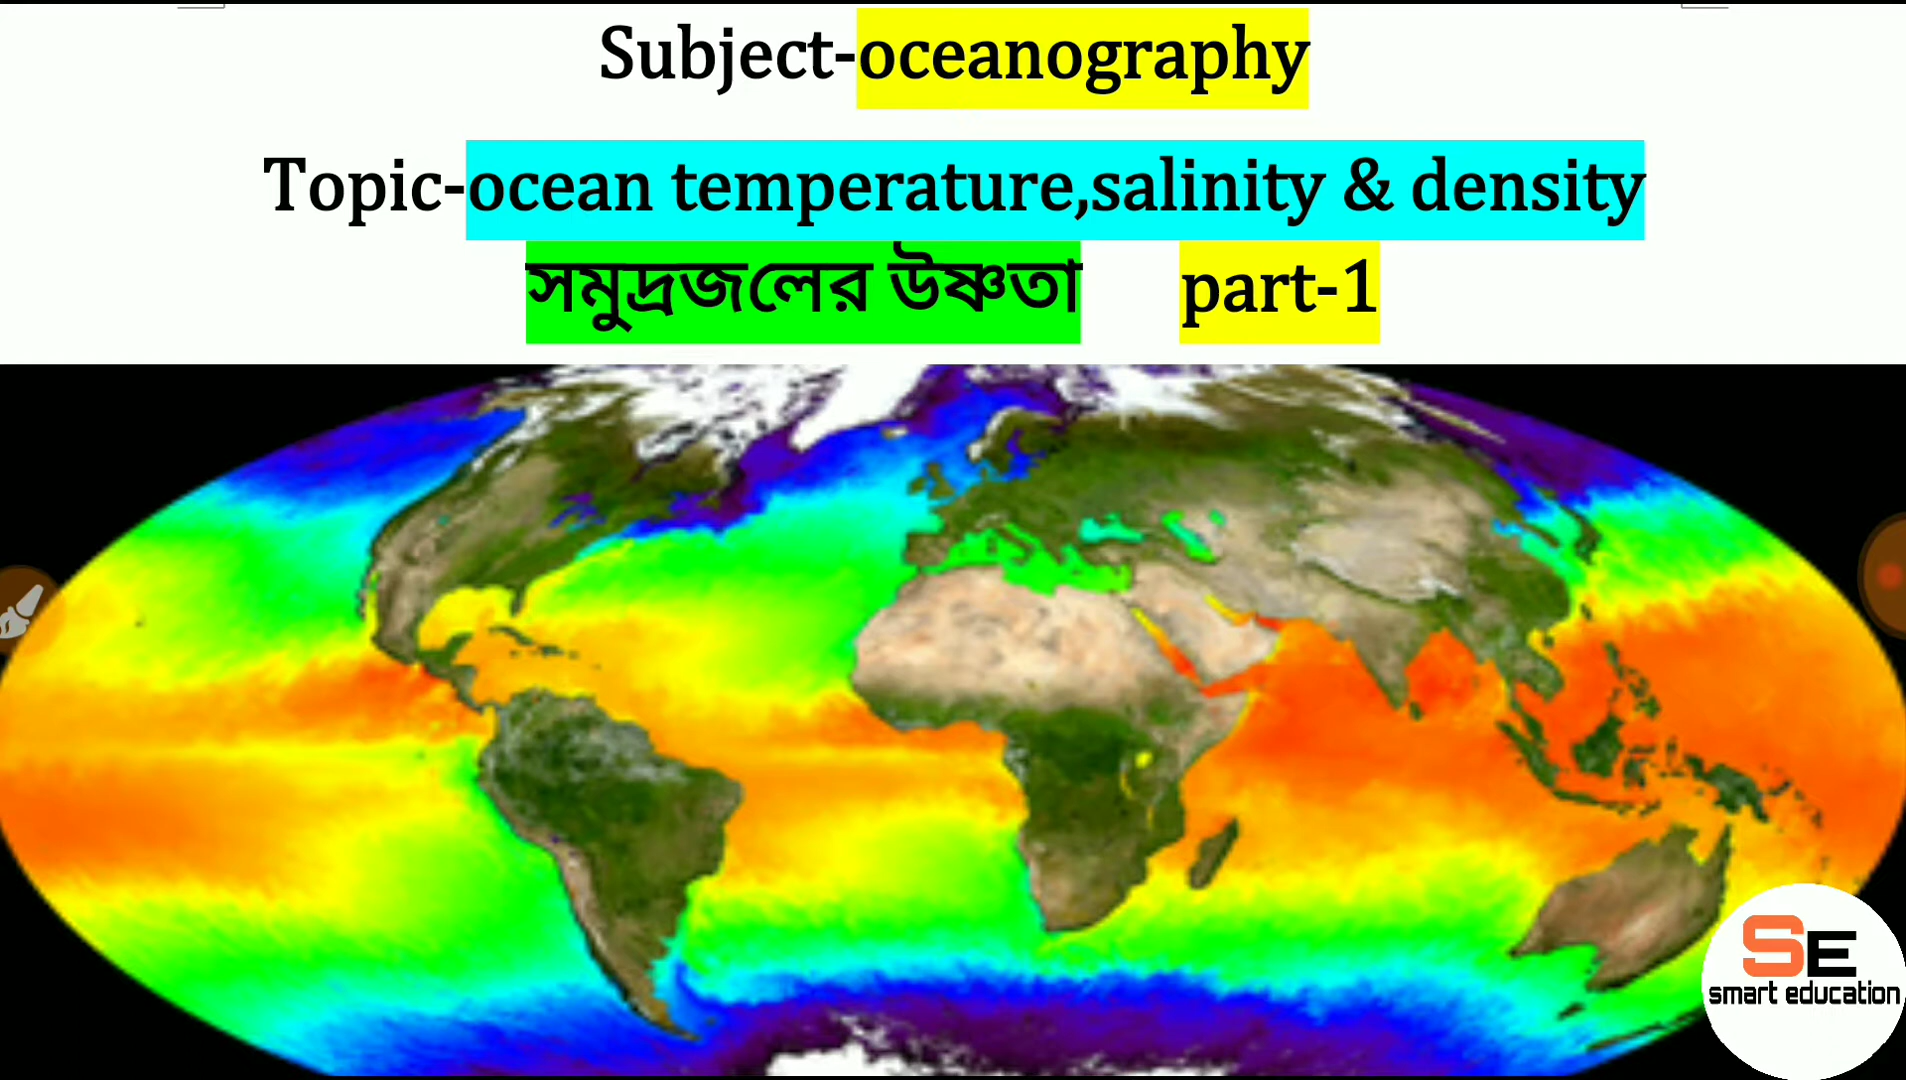 Subject-oceanography
Topic-ocean temperature,salinity & density
সমুদ্রজলের উষ্ণতা part-1
SE
smart education